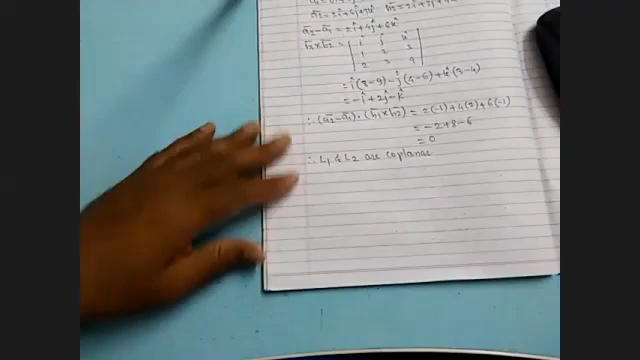 a̅₂ - a̅₁ = 2î + 4ĵ + 6k̂
b̅₁ x b̅₂ = | î ĵ k̂ |
| 1 2 3 |
| 2 3 4 |
= î (8-9) - ĵ (4-6) + k̂ (3-4)
= -î + 2ĵ - k̂
∴ (a̅₂ - a̅₁) · (b̅₁ x b̅₂) = 2(-1) + 4(2) + 6(-1)
= -2 + 8 - 6
= 0
∴ L₁ & L₂ are coplanar